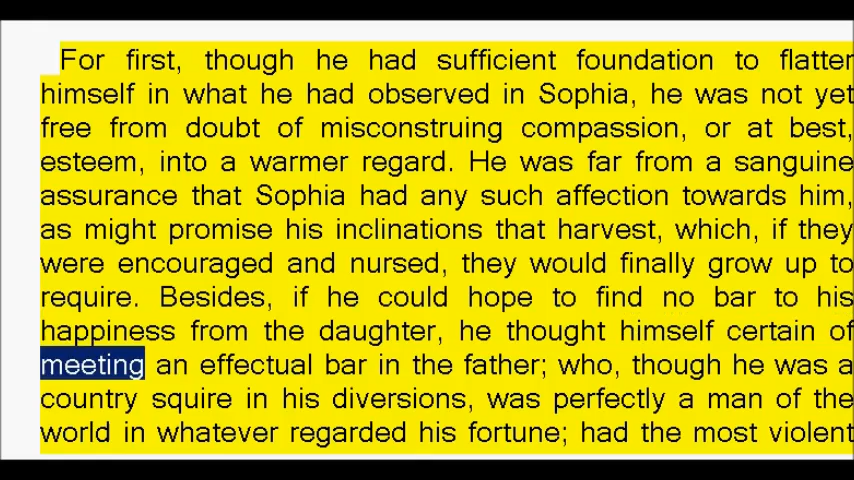 For first, though he had sufficient foundation to flatter
himself in what he had observed in Sophia, he was not yet
free from doubt of misconstruing compassion, or at best,
esteem, into a warmer regard. He was far from a sanguine
assurance that Sophia had any such affection towards him,
as might promise his inclinations that harvest, which, if they
were encouraged and nursed, they would finally grow up to
require. Besides, if he could hope to find no bar to his
happiness from the daughter, he thought himself certain of
meeting an effectual bar in the father; who, though he was a
country squire in his diversions, was perfectly a man of the
world in whatever regarded his fortune; had the most violent